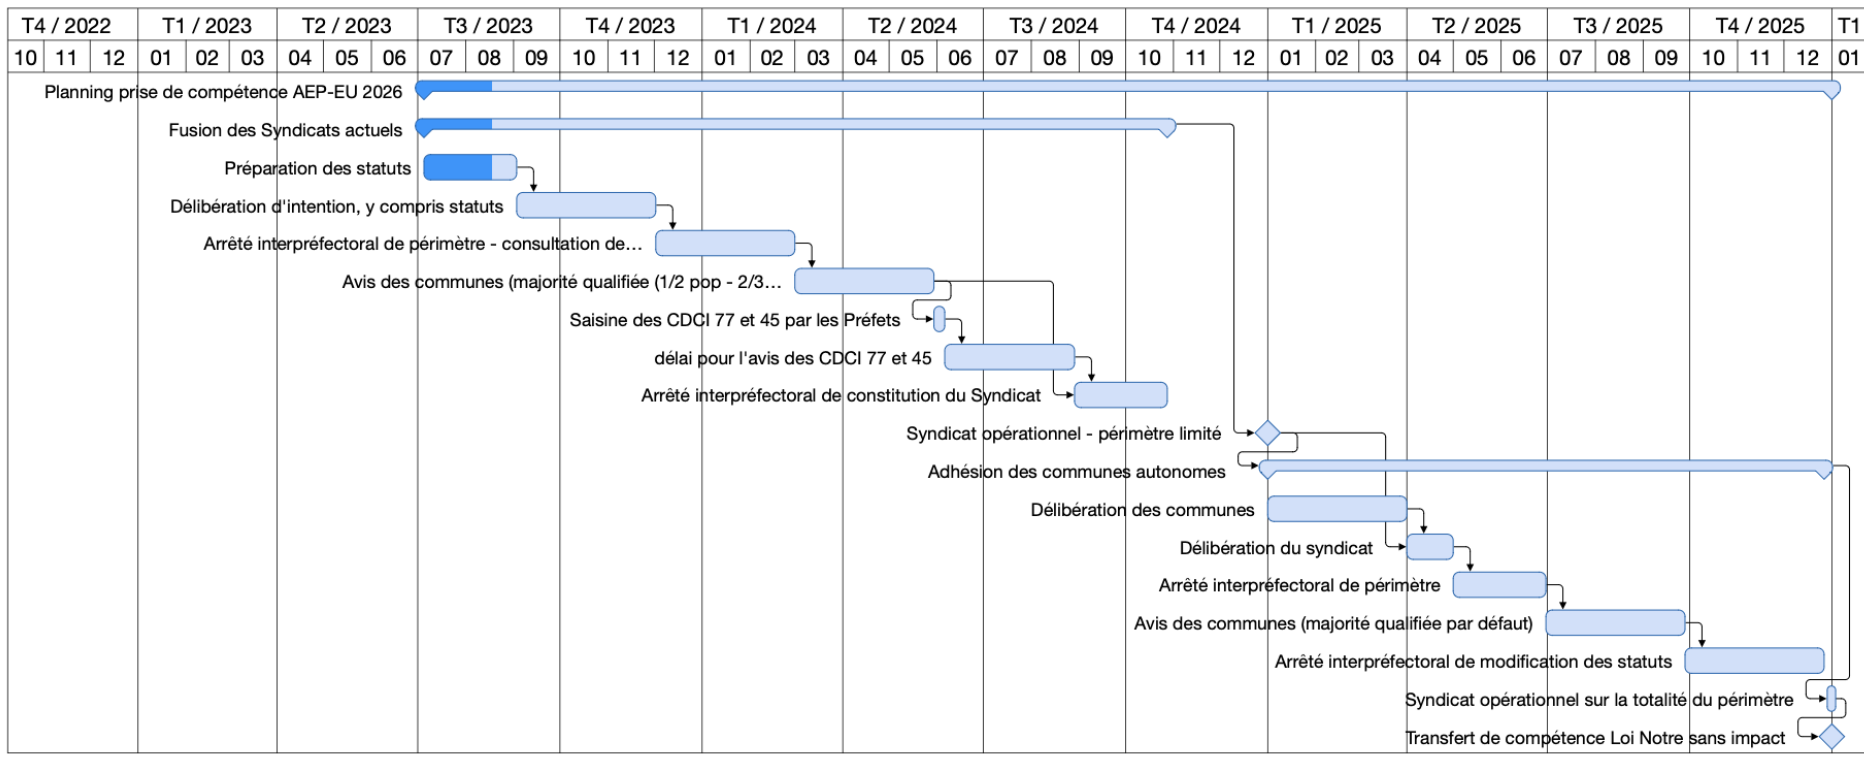 T4 / 2022 T1 / 2023 T2 / 2023 T3 / 2023 T4 / 2023 T1 / 2024 T2 / 2024 T3 / 2024 T4 / 2024 T1 / 2025 T2 / 2025 T3 / 2025 T4 / 2025 T1
10 11 12 01 02 03 04 05 06 07 08 09 10 11 12 01 02 03 04 05 06 07 08 09 10 11 12 01 02 03 04 05 06 07 08 09 10 11 12 01
Planning prise de compétence AEP-EU 2026
Fusion des Syndicats actuels
Préparation des statuts
Délibération d'intention, y compris statuts
Arrêté interpréfectoral de périmètre - consultation de…
Avis des communes (majorité qualifiée (1/2 pop - 2/3…
Saisine des CDCI 77 et 45 par les Préfets
délai pour l'avis des CDCI 77 et 45
Arrêté interpréfectoral de constitution du Syndicat
Syndicat opérationnel - périmètre limité
Adhésion des communes autonomes
Délibération des communes
Délibération du syndicat
Arrêté interpréfectoral de périmètre
Avis des communes (majorité qualifiée par défaut)
Arrêté interpréfectoral de modification des statuts
Syndicat opérationnel sur la totalité du périmètre
Transfert de compétence Loi Notre sans impact